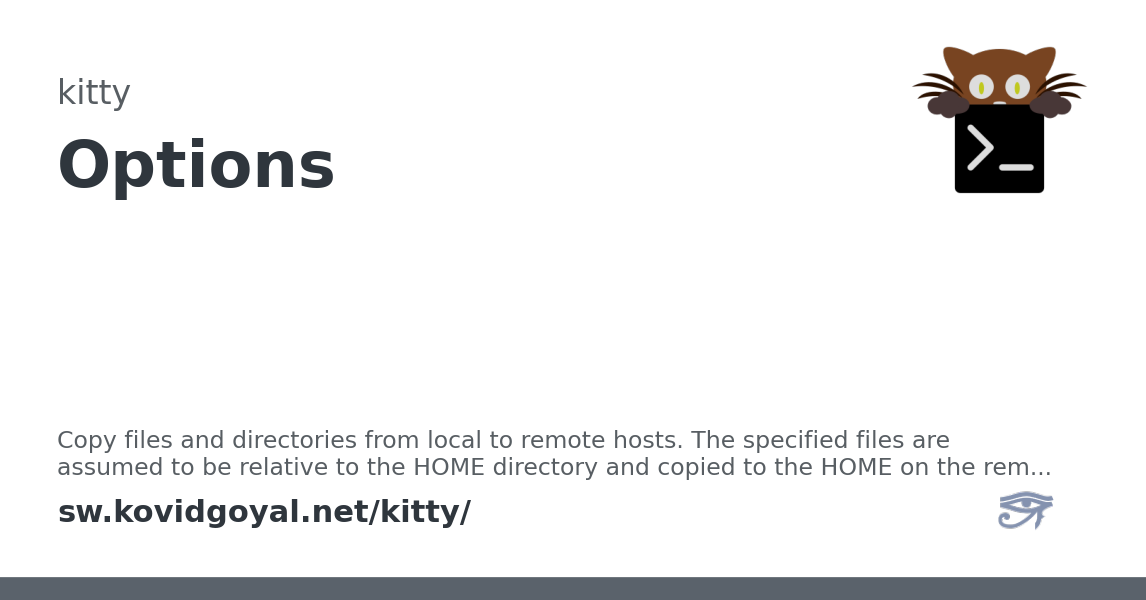 kitty
Options
Copy files and directories from local to remote hosts. The specified files are
assumed to be relative to the HOME directory and copied to the HOME on the rem...
sw.kovidgoyal.net/kitty/